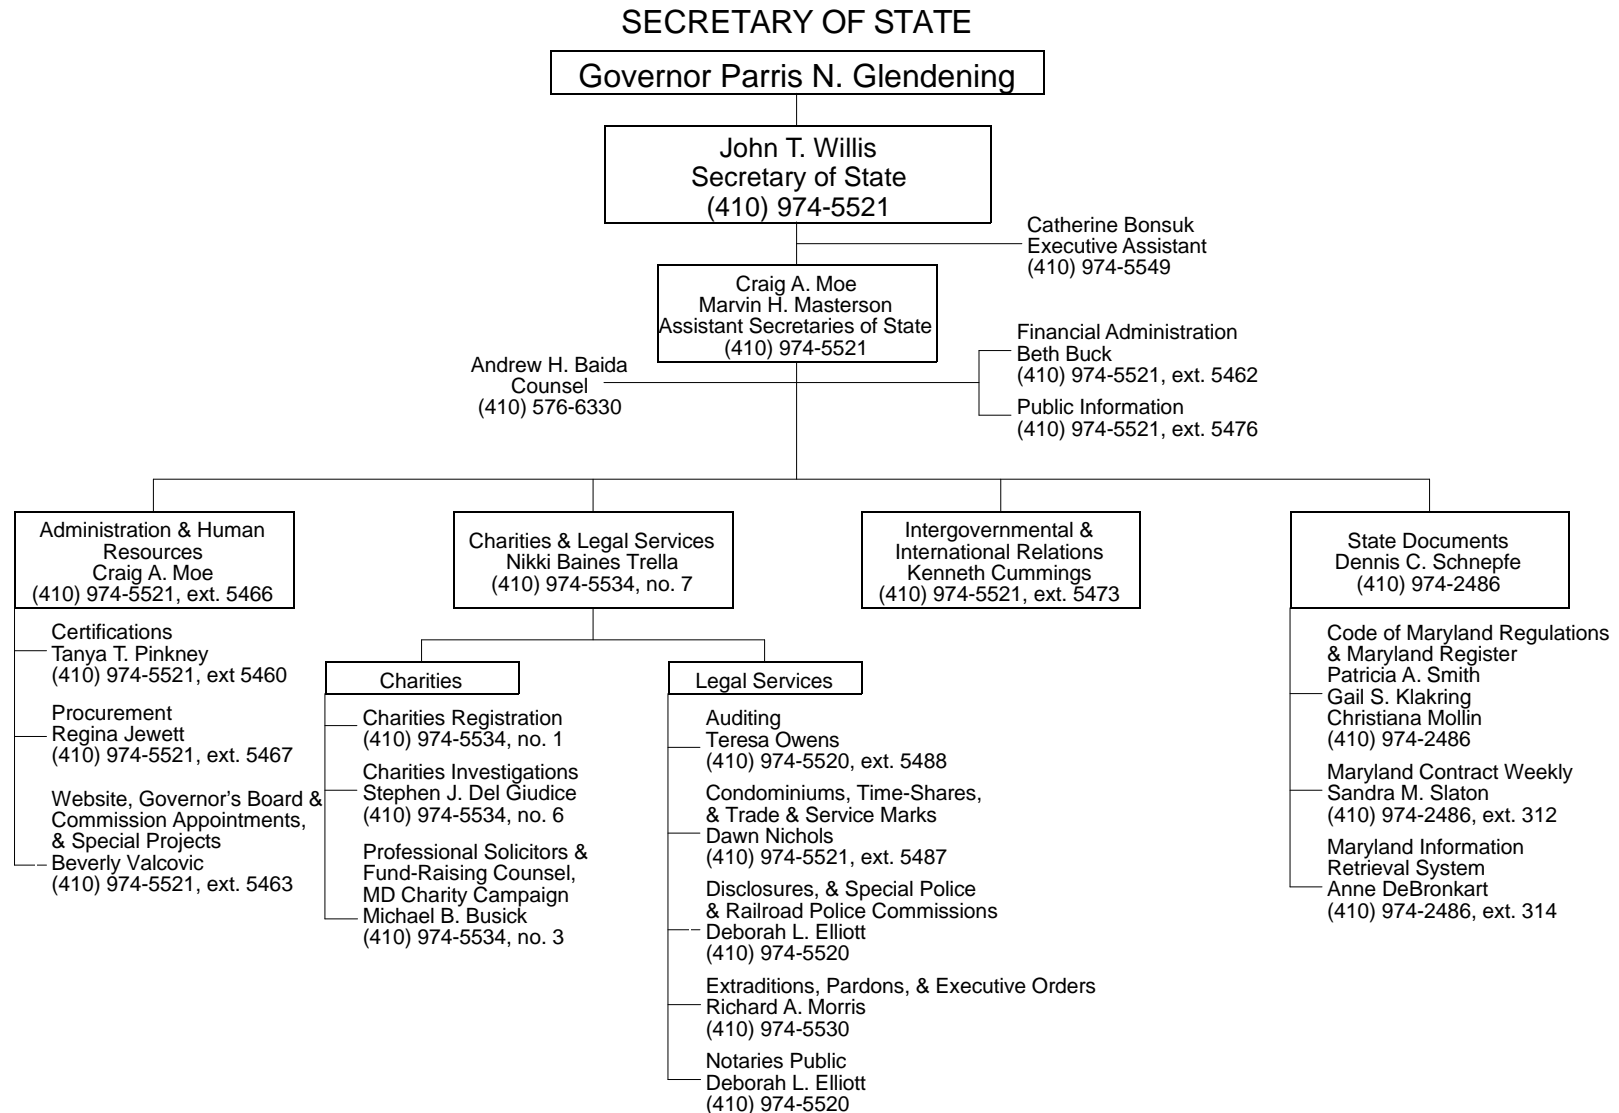 SECRETARY OF STATE
Governor Parris N. Glendening
John T. Willis
Secretary of State
(410) 974-5521
Catherine Bonsuk
Executive Assistant
(410) 974-5549
Craig A. Moe
Marvin H. Masterson
Assistant Secretaries of State
(410) 974-5521
Andrew H. Baida
Counsel
(410) 576-6330
Financial Administration
Beth Buck
(410) 974-5521, ext. 5462
Public Information
(410) 974-5521, ext. 5476
Administration & Human
Resources
Craig A. Moe
(410) 974-5521, ext. 5466
Certifications
Tanya T. Pinkney
(410) 974-5521, ext 5460
Procurement
Regina Jewett
(410) 974-5521, ext. 5467
Website, Governor's Board &
Commission Appointments,
& Special Projects
Beverly Valcovic
(410) 974-5521, ext. 5463
Charities & Legal Services
Nikki Baines Trella
(410) 974-5534, no. 7
Charities
Charities Registration
(410) 974-5534, no. 1
Charities Investigations
Stephen J. Del Giudice
(410) 974-5534, no. 6
Professional Solicitors &
Fund-Raising Counsel,
MD Charity Campaign
Michael B. Busick
(410) 974-5534, no. 3
Legal Services
Auditing
Teresa Owens
(410) 974-5520, ext. 5488
Condominiums, Time-Shares,
& Trade & Service Marks
Dawn Nichols
(410) 974-5521, ext. 5487
Disclosures, & Special Police
& Railroad Police Commissions
Deborah L. Elliott
(410) 974-5520
Extraditions, Pardons, & Executive Orders
Richard A. Morris
(410) 974-5530
Notaries Public
Deborah L. Elliott
(410) 974-5520
Intergovernmental &
International Relations
Kenneth Cummings
(410) 974-5521, ext. 5473
State Documents
Dennis C. Schnepfe
(410) 974-2486
Code of Maryland Regulations
& Maryland Register
Patricia A. Smith
Gail S. Klakring
Christiana Mollin
(410) 974-2486
Maryland Contract Weekly
Sandra M. Slaton
(410) 974-2486, ext. 312
Maryland Information
Retrieval System
Anne DeBronkart
(410) 974-2486, ext. 314